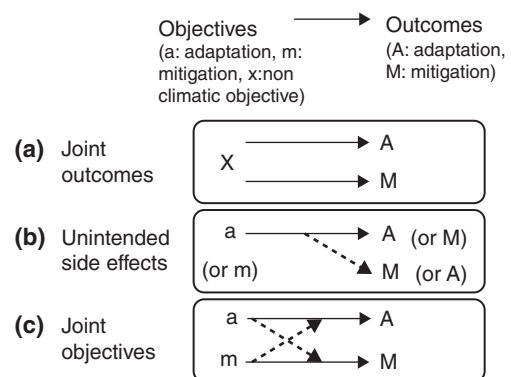 Objectives
(a: adaptation, m:
mitigation, x:non
climatic objective)
Outcomes
(A: adaptation,
M: mitigation)
(a) Joint
outcomes
X
A
M
(b) Unintended
side effects
a
(or m)
A (or M)
M (or A)
(c) Joint
objectives
a
A
m
M